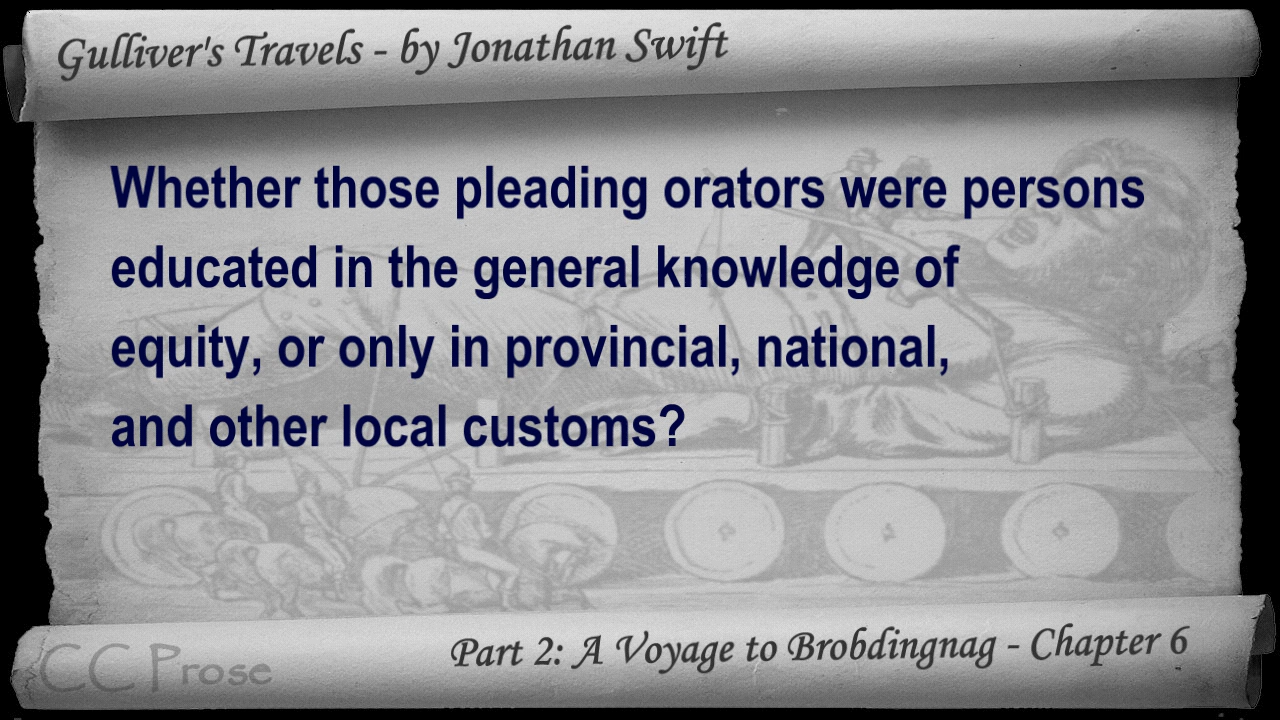 Gulliver's Travels - by Jonathan Swift
Whether those pleading orators were persons
educated in the general knowledge of
equity, or only in provincial, national,
and other local customs?
Part 2: A Voyage to Brobdingnag - Chapter 6
CC Prose